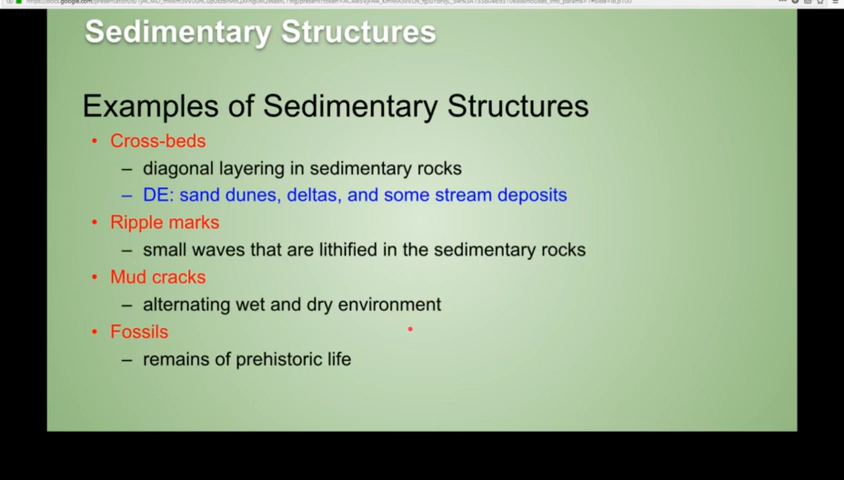 Sedimentary Structures
Examples of Sedimentary Structures
• Cross-beds
– diagonal layering in sedimentary rocks
– DE: sand dunes, deltas, and some stream deposits
• Ripple marks
– small waves that are lithified in the sedimentary rocks
• Mud cracks
– alternating wet and dry environment
• Fossils
– remains of prehistoric life